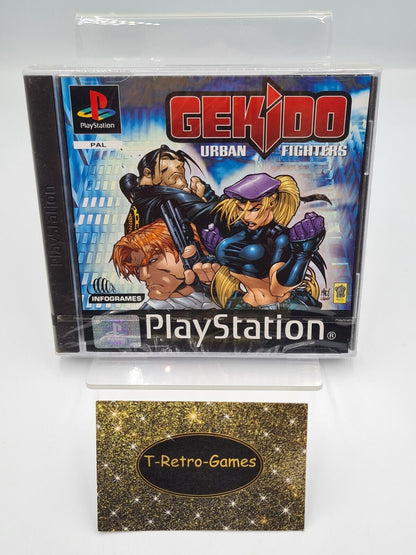 PlayStation
PAL
GEKIDO
URBAN FIGHTERS
PlayStation
INFOGRAMES
PlayStation®
T-Retro-Games